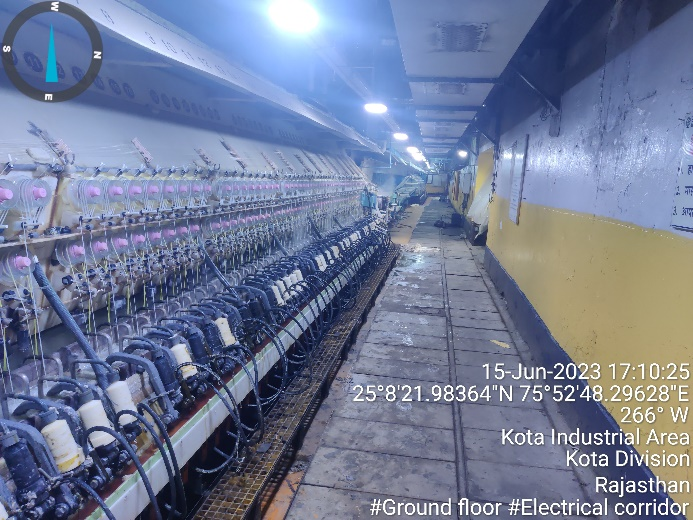 W
N
S
E
15-Jun-2023 17:10:25
25°8'21.98364"N 75°52'48.29628"E
266° W
Kota Industrial Area
Kota Division
Rajasthan
#Ground floor #Electrical corridor